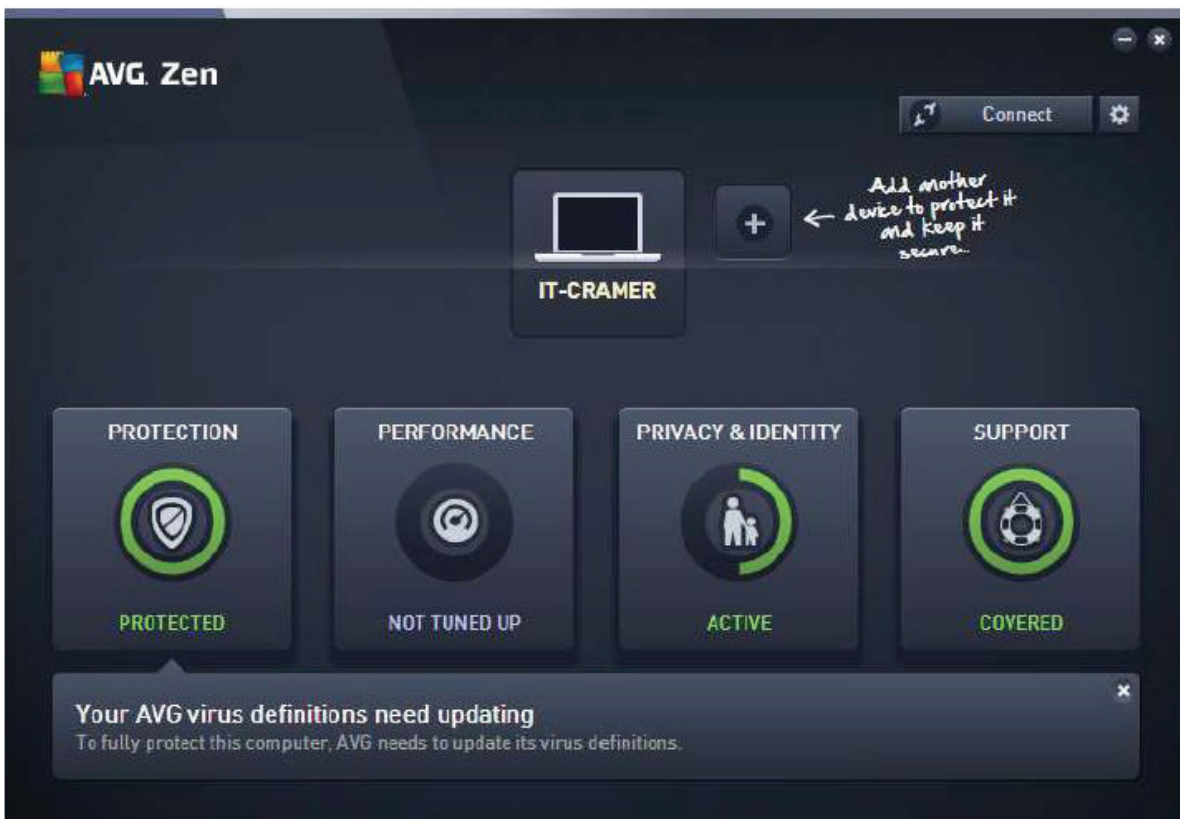 AVG. Zen
Connect
Add another
device to protect it
and keep it
secure...
IT-CRAMER
PROTECTION
PERFORMANCE
PRIVACY & IDENTITY
SUPPORT
PROTECTED
NOT TUNED UP
ACTIVE
COVERED
Your AVG virus definitions need updating
To fully protect this computer, AVG needs to update its virus definitions.